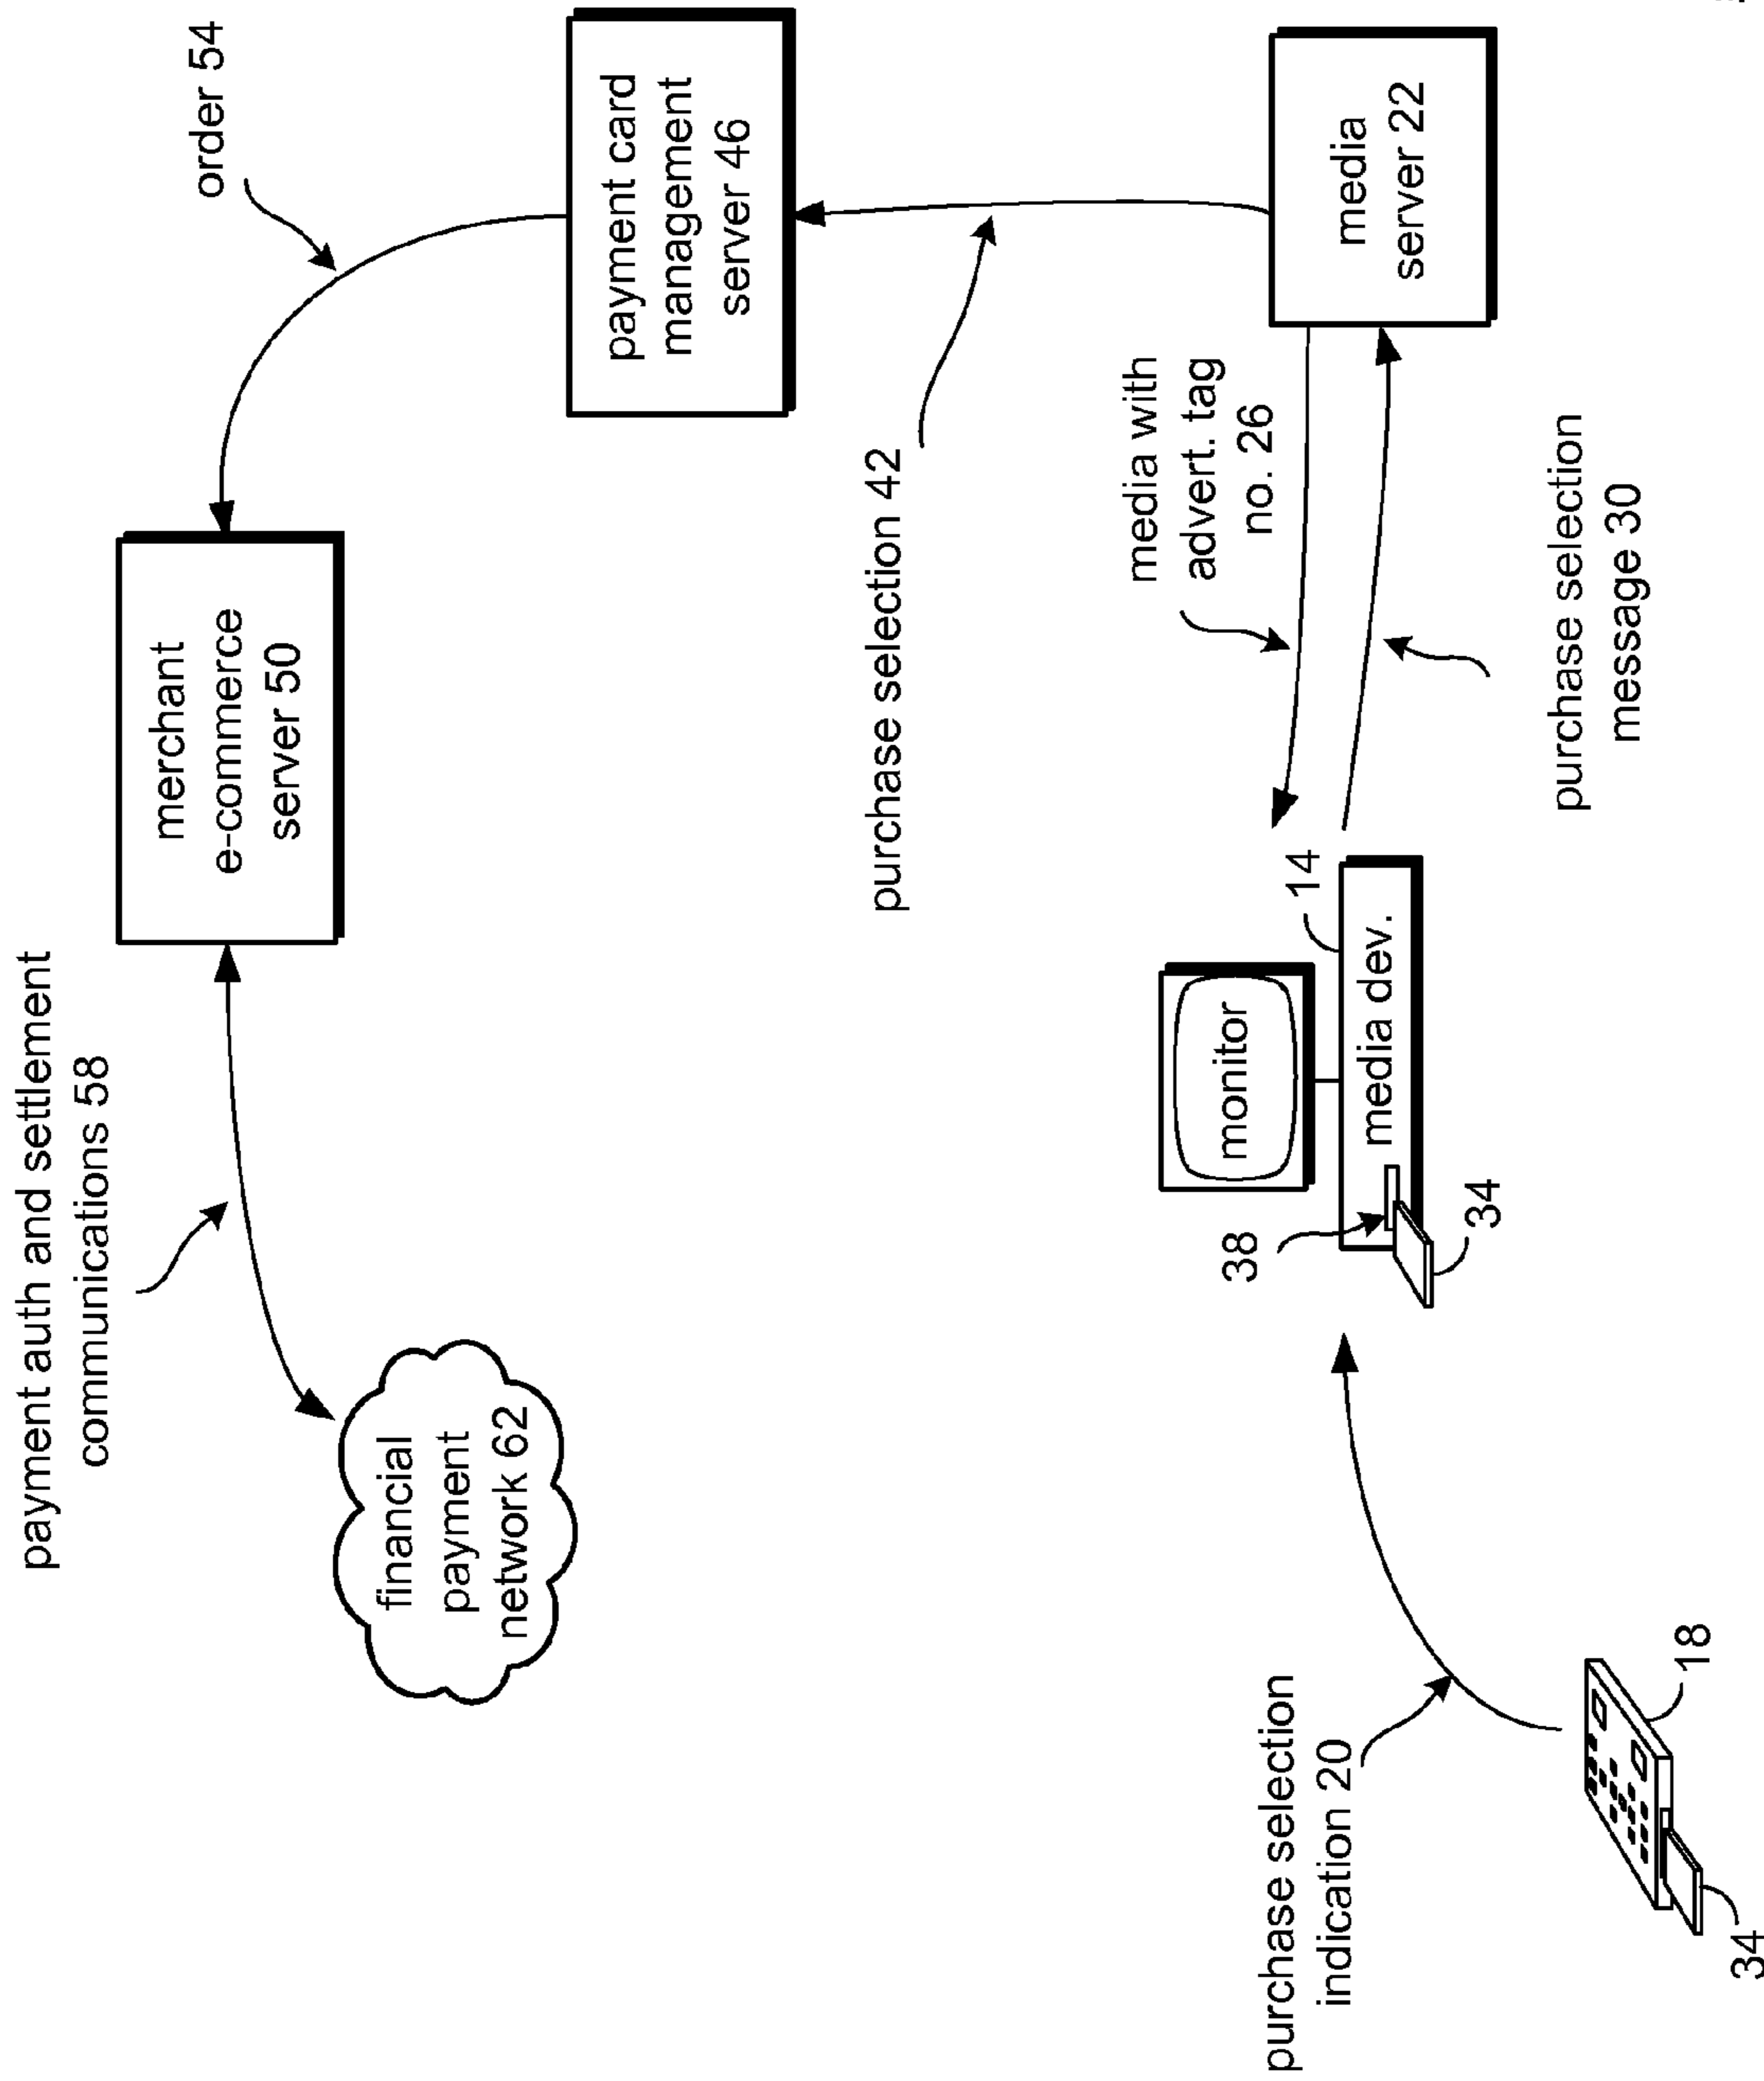 payment auth and settlement
communications 58
merchant
e-commerce
server 50
order 54
financial
payment
network 62
payment card
management
server 46
purchase selection 42
media with
advert. tag
no. 26
monitor
14
38
media dev.
34
media
server 22
purchase selection
message 30
purchase selection
indication 20
18
34